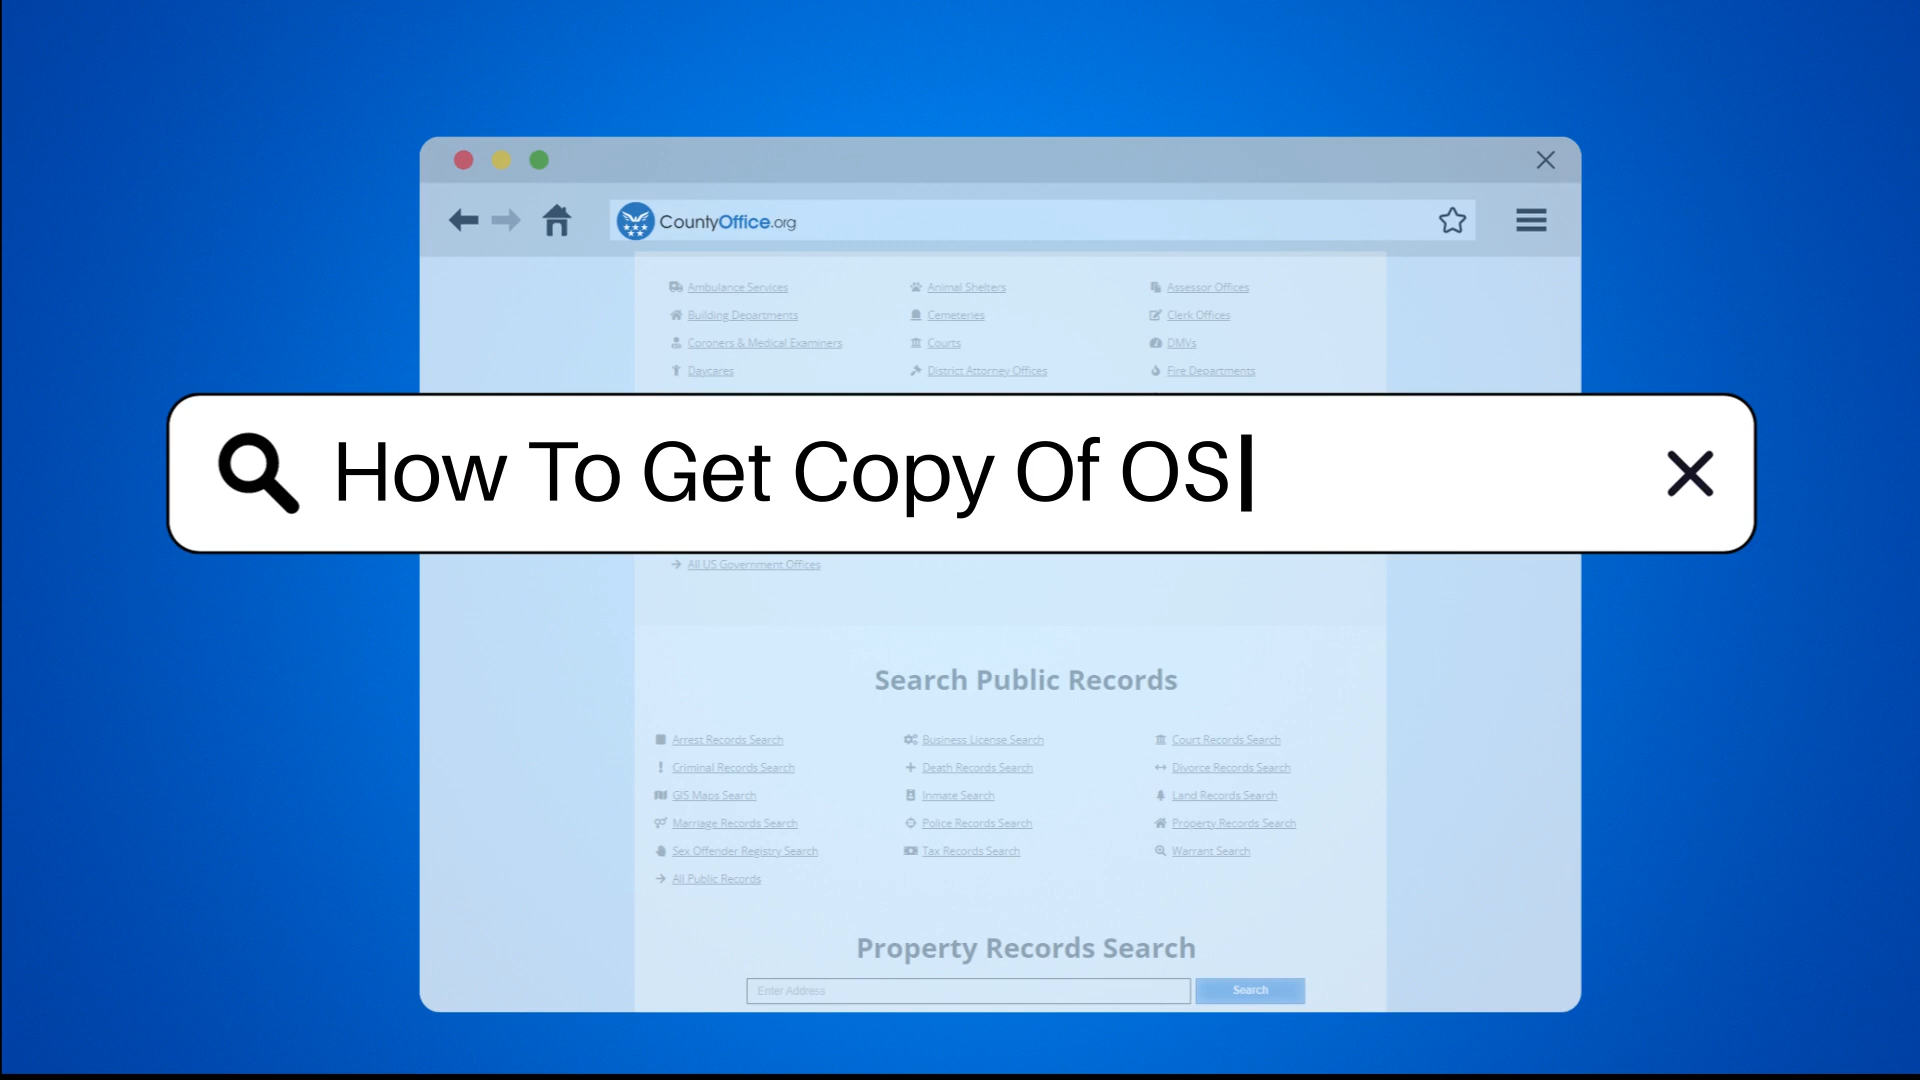 CountyOffice.org
Ambulance Services Animal Shelters Assessor Offices
Building Departments Cemeteries Clerk Offices
Coroners & Medical Examiners Courts DMVs
Daycares District Attorney Offices Fire Departments
How To Get Copy Of OS
All US Government Offices
Search Public Records
Arrest Records Search Business License Search Court Records Search
Criminal Records Search Death Records Search Divorce Records Search
GIS Maps Search Inmate Search Land Records Search
Marriage Records Search Police Records Search Property Records Search
Sex Offender Registry Search Tax Records Search Warrant Search
All Public Records
Property Records Search
Enter Address Search